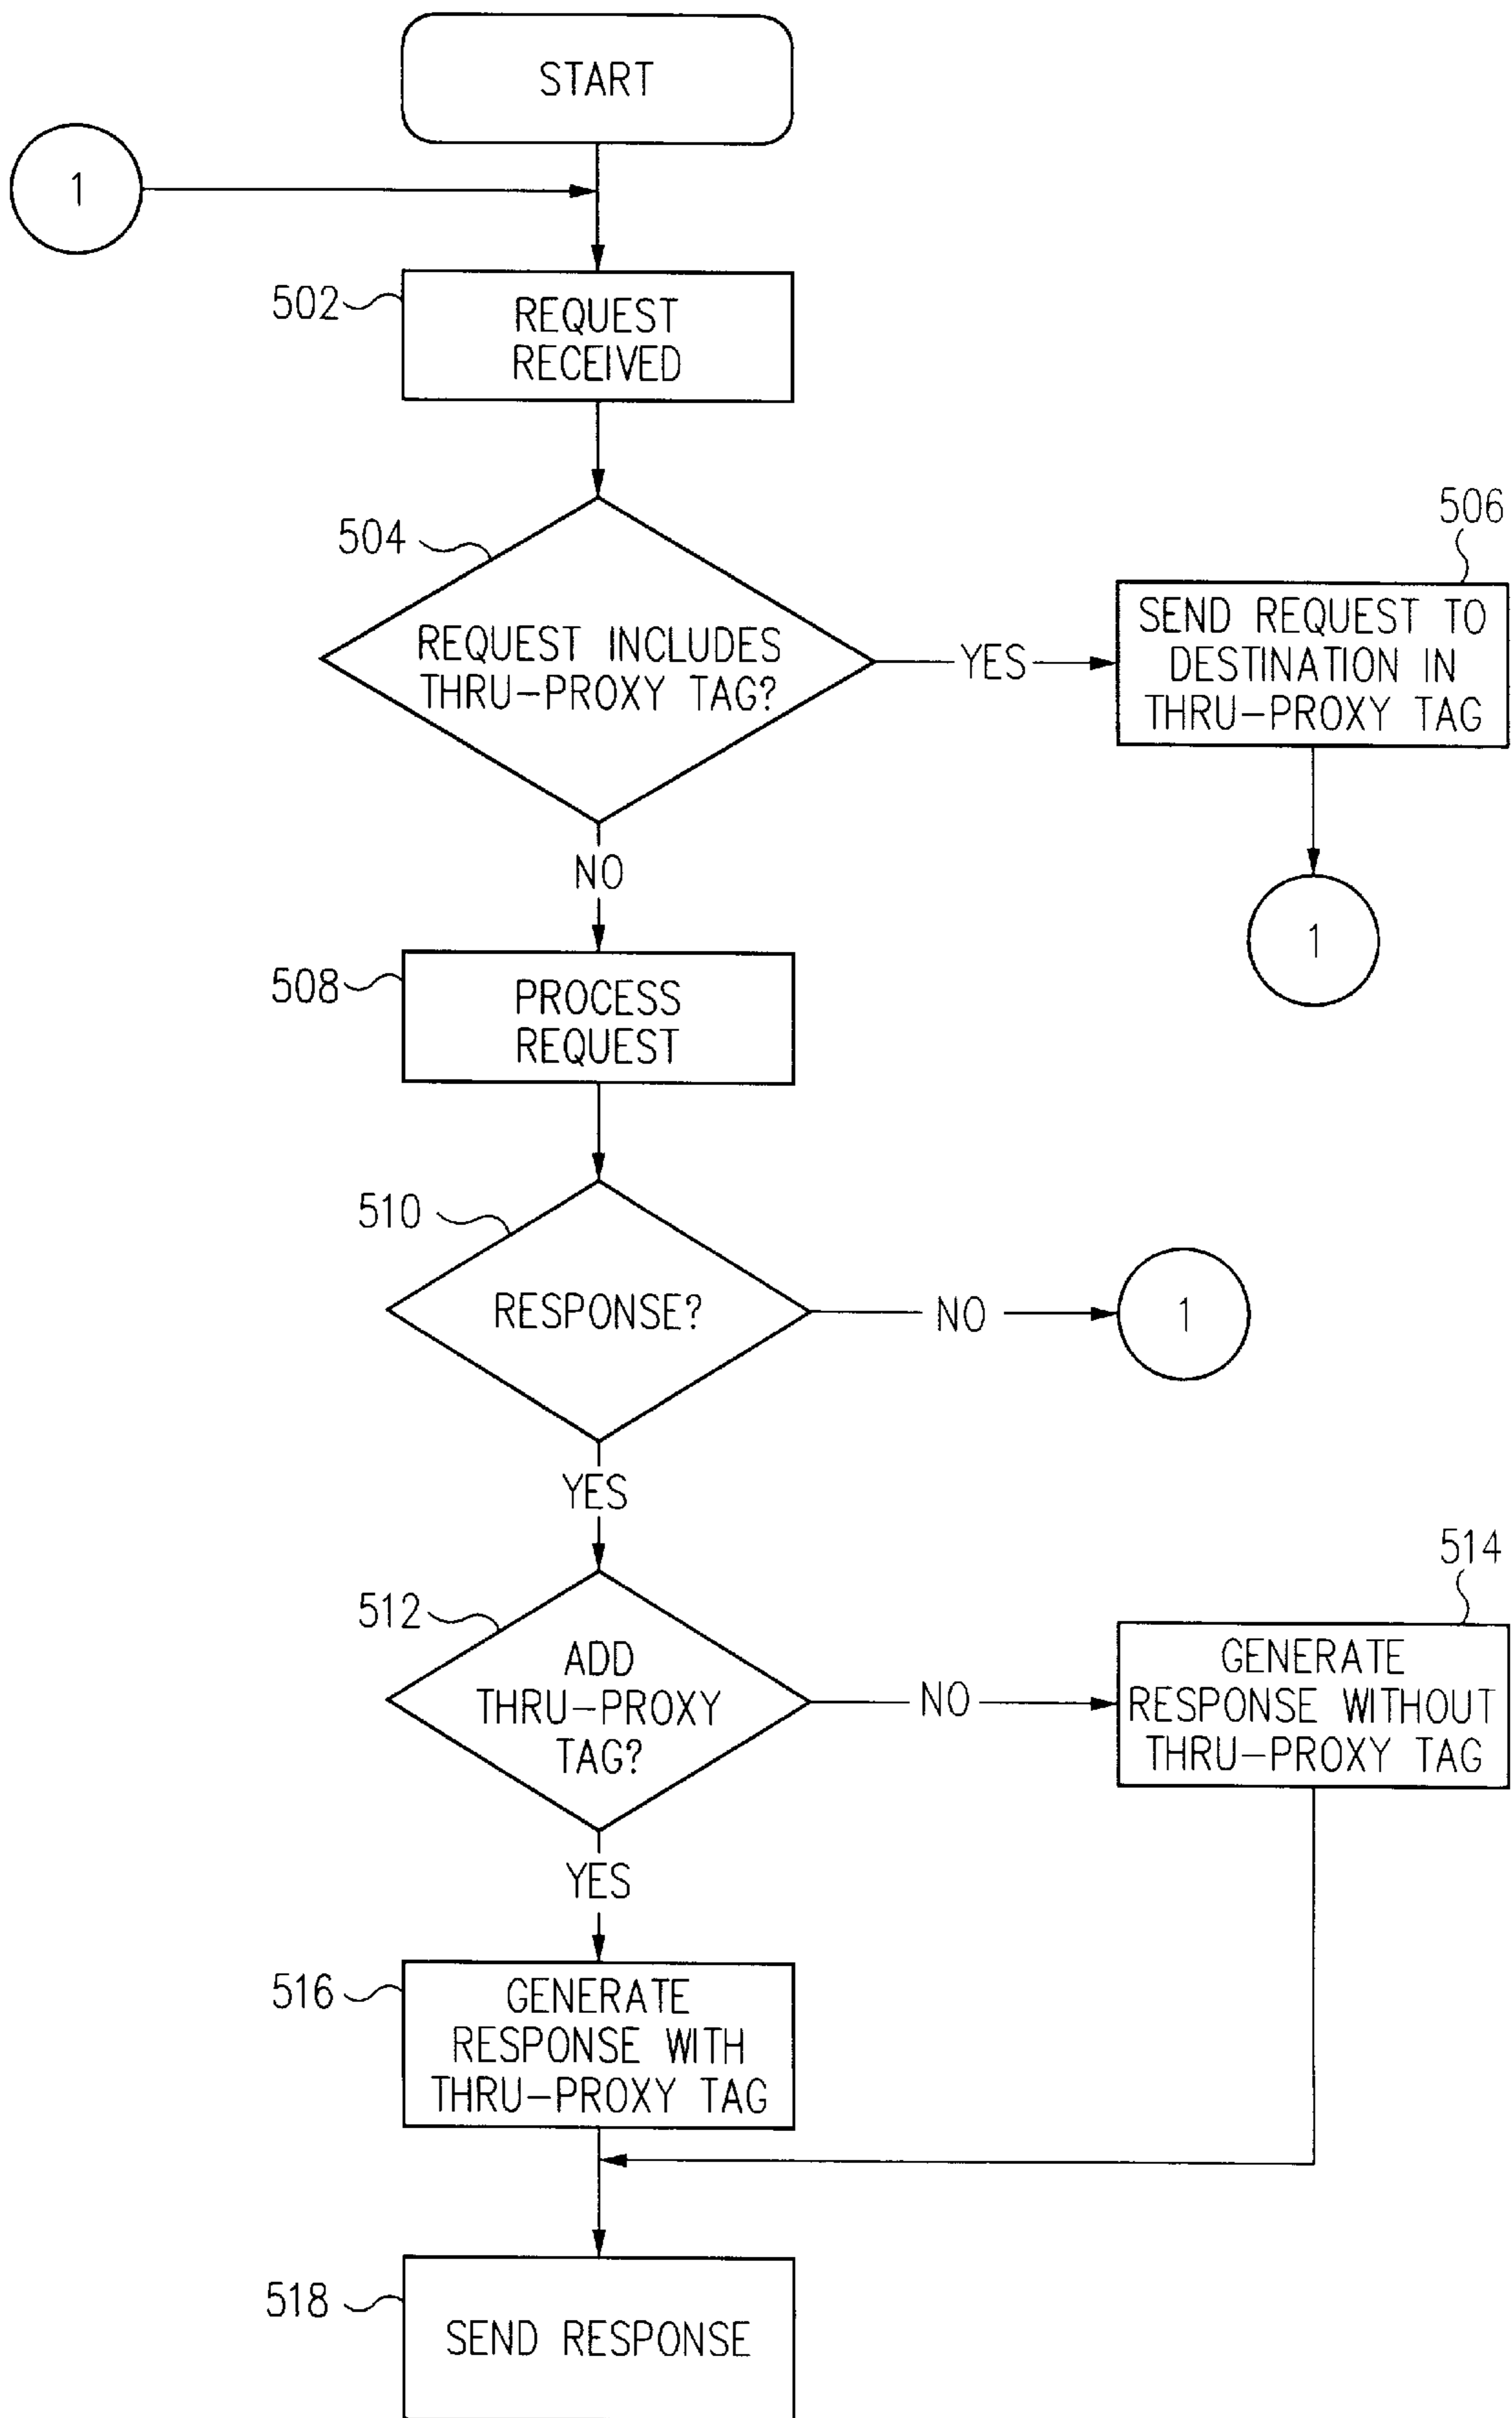 START
1
502
REQUEST
RECEIVED
504
REQUEST INCLUDES
THRU-PROXY TAG?
YES
506
SEND REQUEST TO
DESTINATION IN
THRU-PROXY TAG
1
NO
508
PROCESS
REQUEST
510
RESPONSE?
NO
1
YES
512
ADD
THRU-PROXY
TAG?
NO
514
GENERATE
RESPONSE WITHOUT
THRU-PROXY TAG
YES
516
GENERATE
RESPONSE WITH
THRU-PROXY TAG
518
SEND RESPONSE